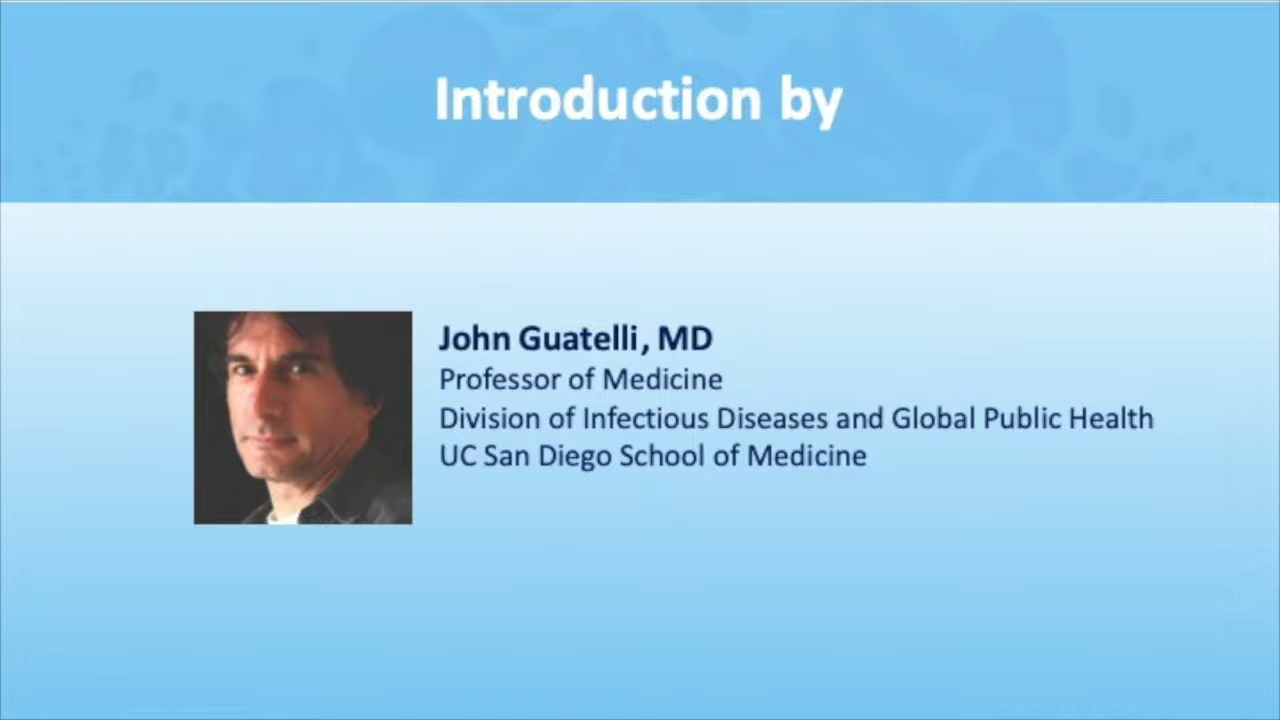 Introduction by
John Guatelli, MD
Professor of Medicine
Division of Infectious Diseases and Global Public Health
UC San Diego School of Medicine